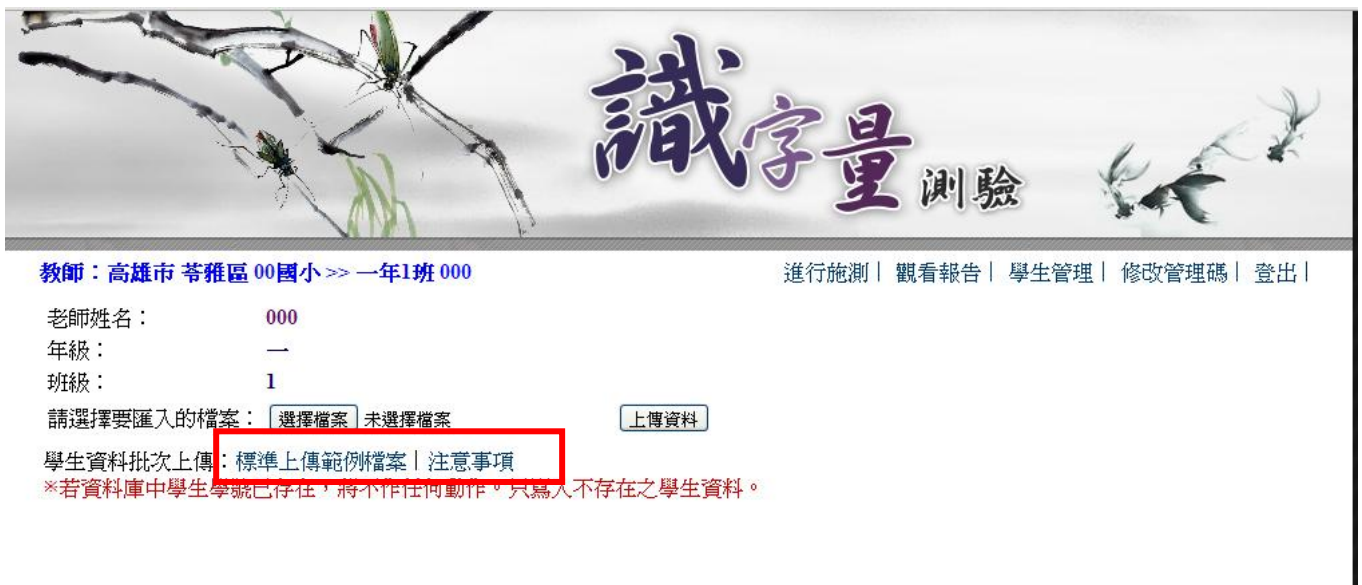 識字量測驗
教師：高雄市 苓雅區 00國小 >> 一年1班 000
進行施測| 觀看報告| 學生管理| 修改管理碼| 登出|
老師姓名： 000
年級： 一
班級： 1
請選擇要匯入的檔案： 選擇檔案 未選擇檔案 上傳資料
學生資料批次上傳：標準上傳範例檔案 | 注意事項
※若資料庫中學生學號已存在，將不作任何動作。只寫入不存在之學生資料。